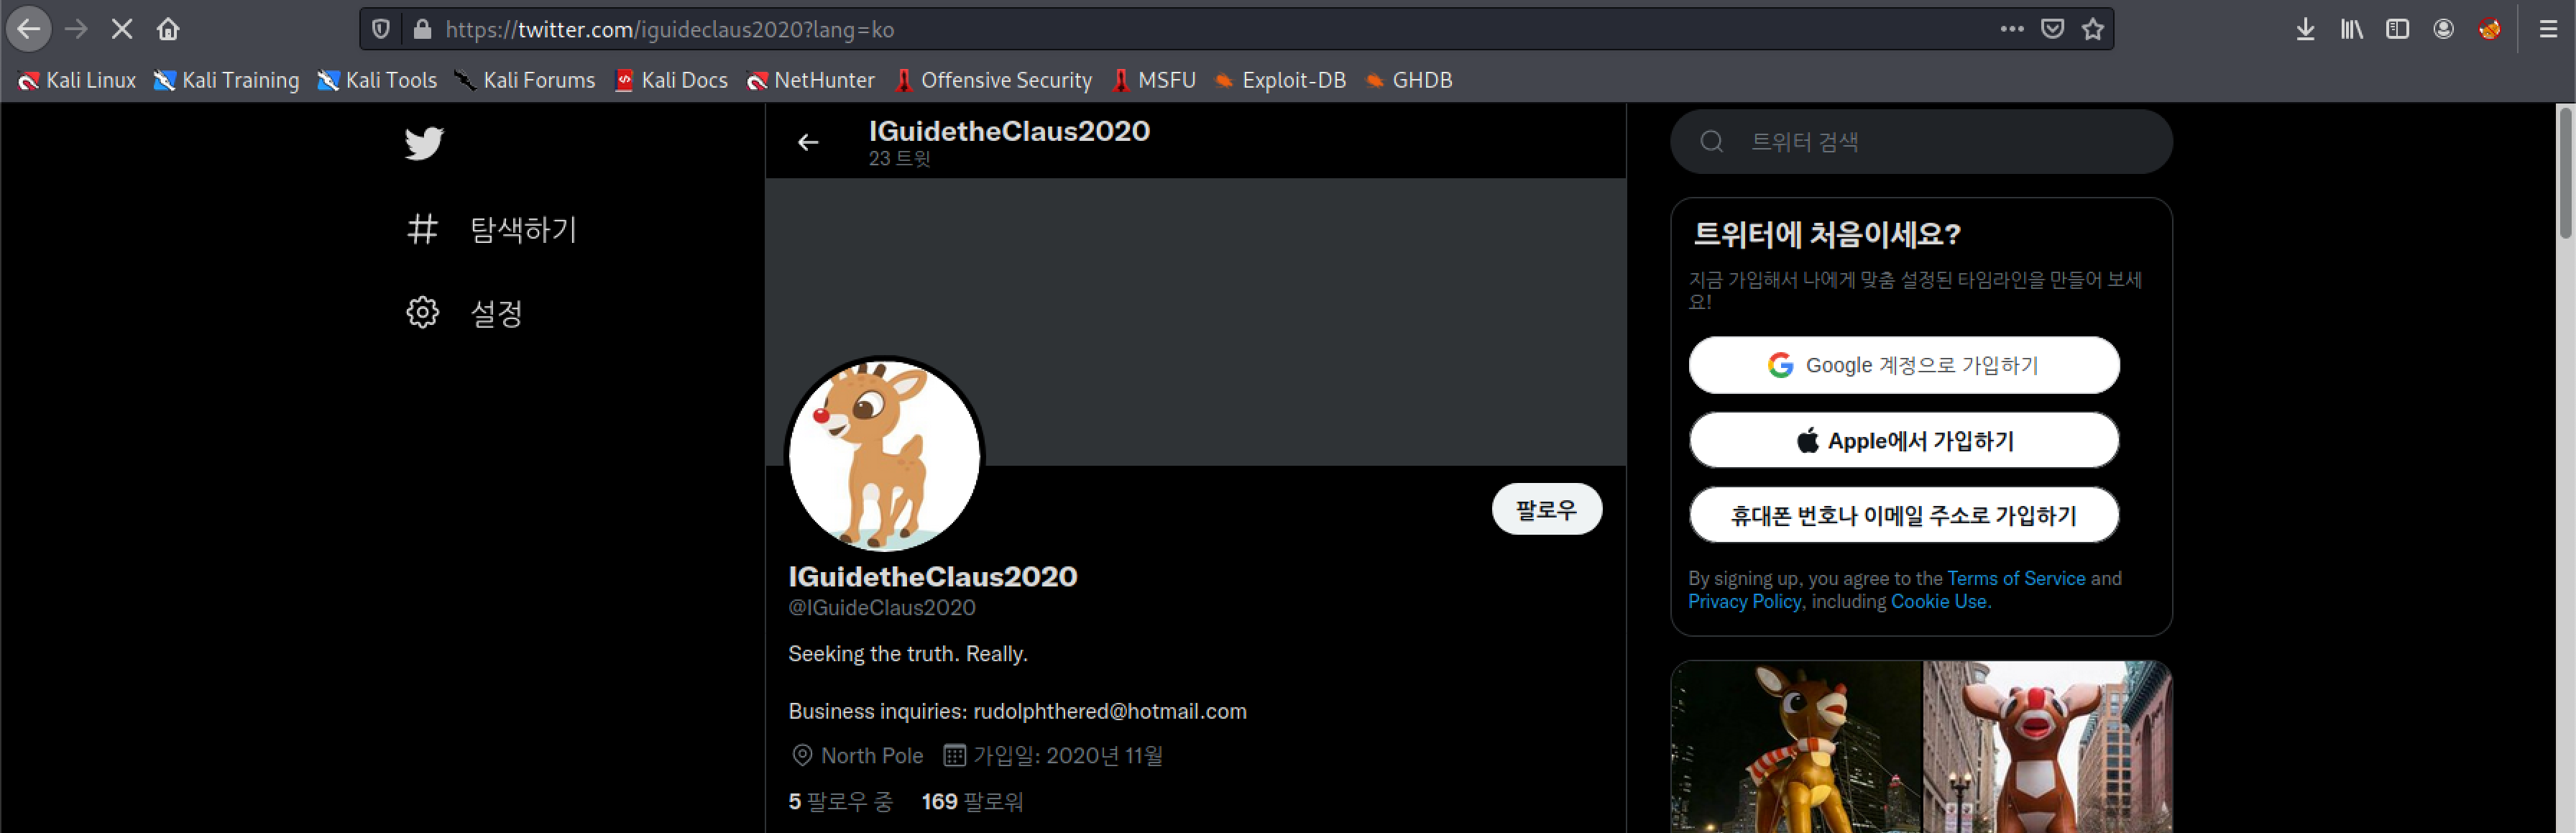 https://twitter.com/iguideclaus2020?lang=ko
Kali Linux Kali Training Kali Tools Kali Forums Kali Docs NetHunter Offensive Security MSFU Exploit-DB GHDB
탐색하기
설정
IGuidetheClaus2020
23 트윗
팔로우
IGuidetheClaus2020
@IGuideClaus2020
Seeking the truth. Really.
Business inquiries: rudolphthered@hotmail.com
North Pole 가입일: 2020년 11월
5 팔로우 중 169 팔로워
트위터 검색
트위터에 처음이세요?
지금 가입해서 나에게 맞춤 설정된 타임라인을 만들어 보세
요!
Google 계정으로 가입하기
Apple에서 가입하기
휴대폰 번호나 이메일 주소로 가입하기
By signing up, you agree to the Terms of Service and
Privacy Policy, including Cookie Use.